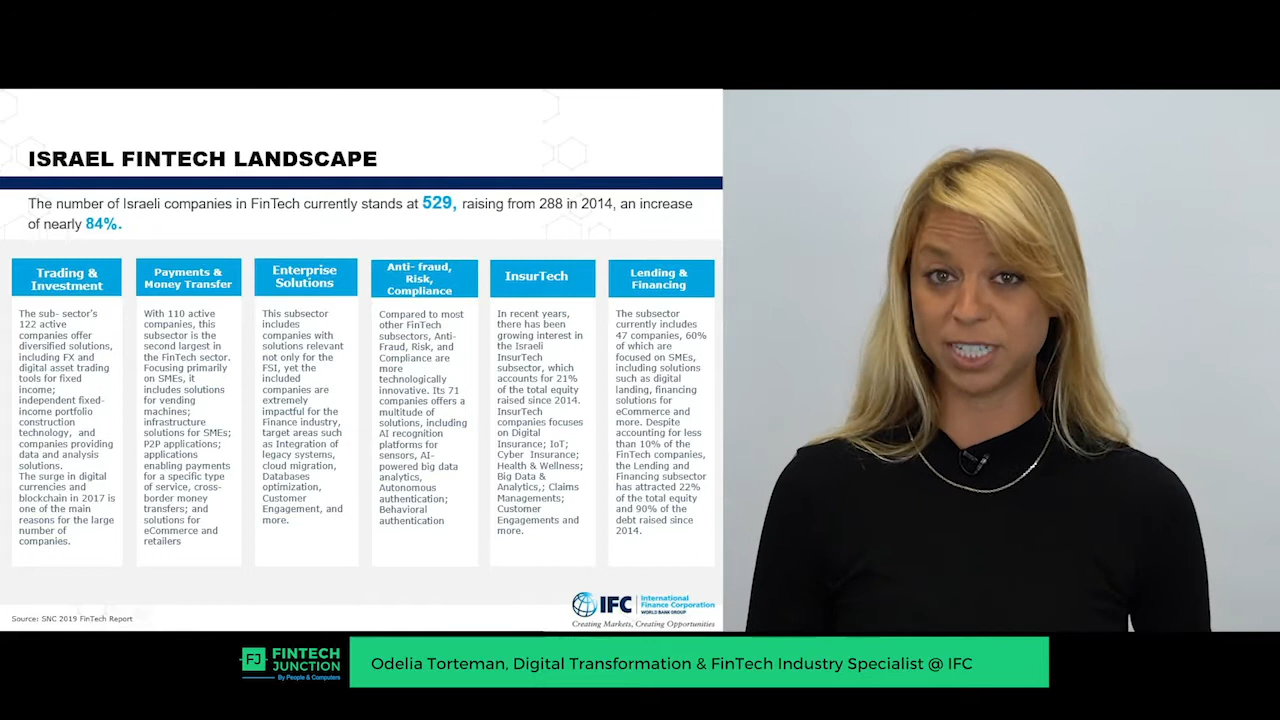 ISRAEL FINTECH LANDSCAPE
The number of Israeli companies in FinTech currently stands at 529, raising from 288 in 2014, an increase
of nearly 84%.
Trading &
Investment
The sub- sector's
122 active
companies offer
diversified solutions,
including FX and
digital asset trading
tools for fixed
income;
independent fixed-
income portfolio
construction
technology, and
companies providing
data and analysis
solutions.
The surge in digital
currencies and
blockchain in 2017 is
one of the main
reasons for the large
number of
companies.
Payments &
Money Transfer
With 110 active
companies, this
subsector is the
second largest in
the FinTech sector.
Focusing primarily
on SMEs, it
includes solutions
for vending
machines;
infrastructure
solutions for SMEs;
P2P applications;
applications
enabling payments
for a specific type
of service, cross-
border money
transfers; and
solutions for
eCommerce and
retailers
Enterprise
Solutions
This subsector
includes
companies with
solutions relevant
not only for the
FSI, yet the
included
companies are
extremely
impactful for the
Finance industry,
target areas such
as Integration of
legacy systems,
cloud migration,
Databases
optimization,
Customer
Engagement, and
more.
Anti- fraud,
Risk,
Compliance
Compared to most
other FinTech
subsectors, Anti-
Fraud, Risk, and
Compliance are
more
technologically
innovative. Its 71
companies offers a
multitude of
solutions, including
AI recognition
platforms for
sensors, AI-
powered big data
analytics,
Autonomous
authentication;
Behavioral
authentication
InsurTech
In recent years,
there has been
growing interest in
the Israeli
InsurTech
subsector, which
accounts for 21%
of the total equity
raised since 2014.
InsurTech
companies focuses
on Digital
Insurance; IoT;
Cyber Insurance;
Health & Wellness;
Big Data &
Analytics,; Claims
Managements;
Customer
Engagements and
more.
Lending &
Financing
The subsector
currently includes
47 companies, 60%
of which are
focused on SMEs,
including solutions
such as digital
landing, financing
solutions for
eCommerce and
more. Despite
accounting for less
than 10% of the
FinTech companies,
the Lending and
Financing subsector
has attracted 22%
of the total equity
and 90% of the
debt raised since
2014.
IFC
International
Finance Corporation
WORLD BANK GROUP
Creating Markets, Creating Opportunities
Source: SNC 2019 FinTech Report
FJ
FINTECH
JUNCTION
By People & Computers
Odelia Torteman, Digital Transformation & FinTech Industry Specialist @ IFC